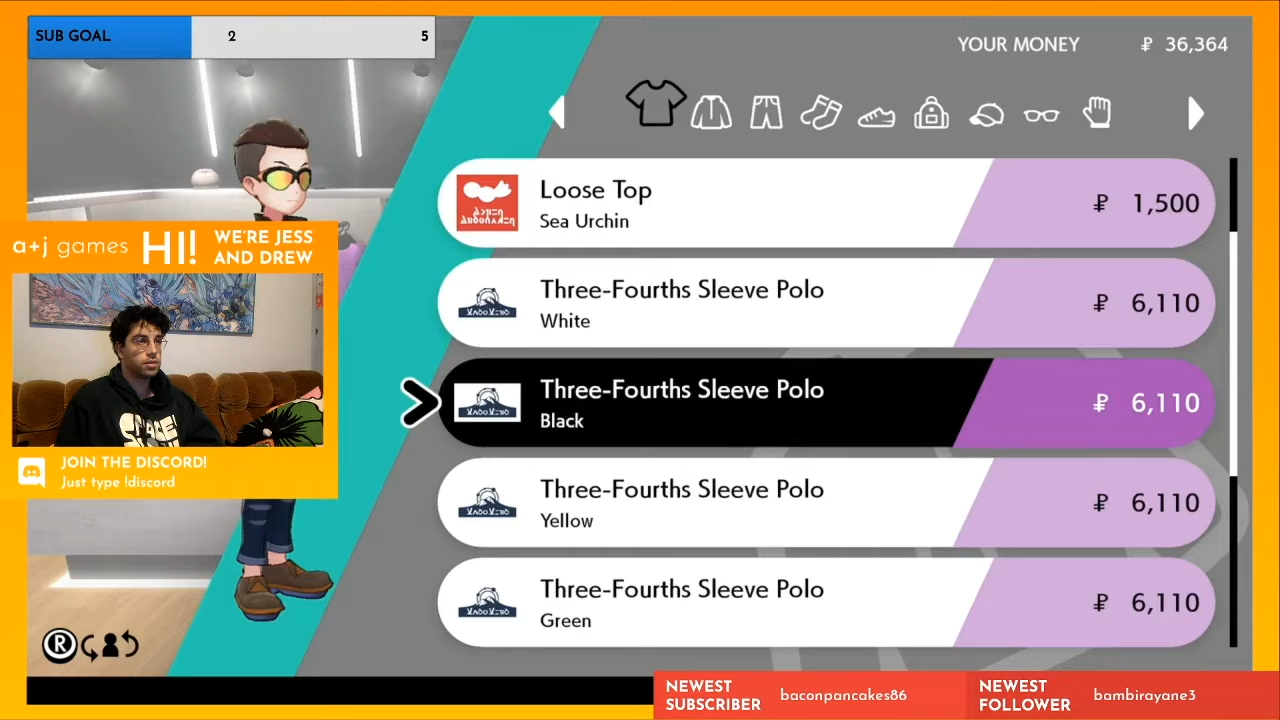 SUB GOAL
2
5
YOUR MONEY
₽ 36,364
Loose Top
Sea Urchin
₽ 1,500
a+j games
HI!
WE'RE JESS
AND DREW
Three-Fourths Sleeve Polo
White
₽ 6,110
Three-Fourths Sleeve Polo
Black
₽ 6,110
JOIN THE DISCORD!
Just type !discord
Three-Fourths Sleeve Polo
Yellow
₽ 6,110
Three-Fourths Sleeve Polo
Green
₽ 6,110
R
NEWEST
SUBSCRIBER
baconpancakes86
NEWEST
FOLLOWER
bambirayane3